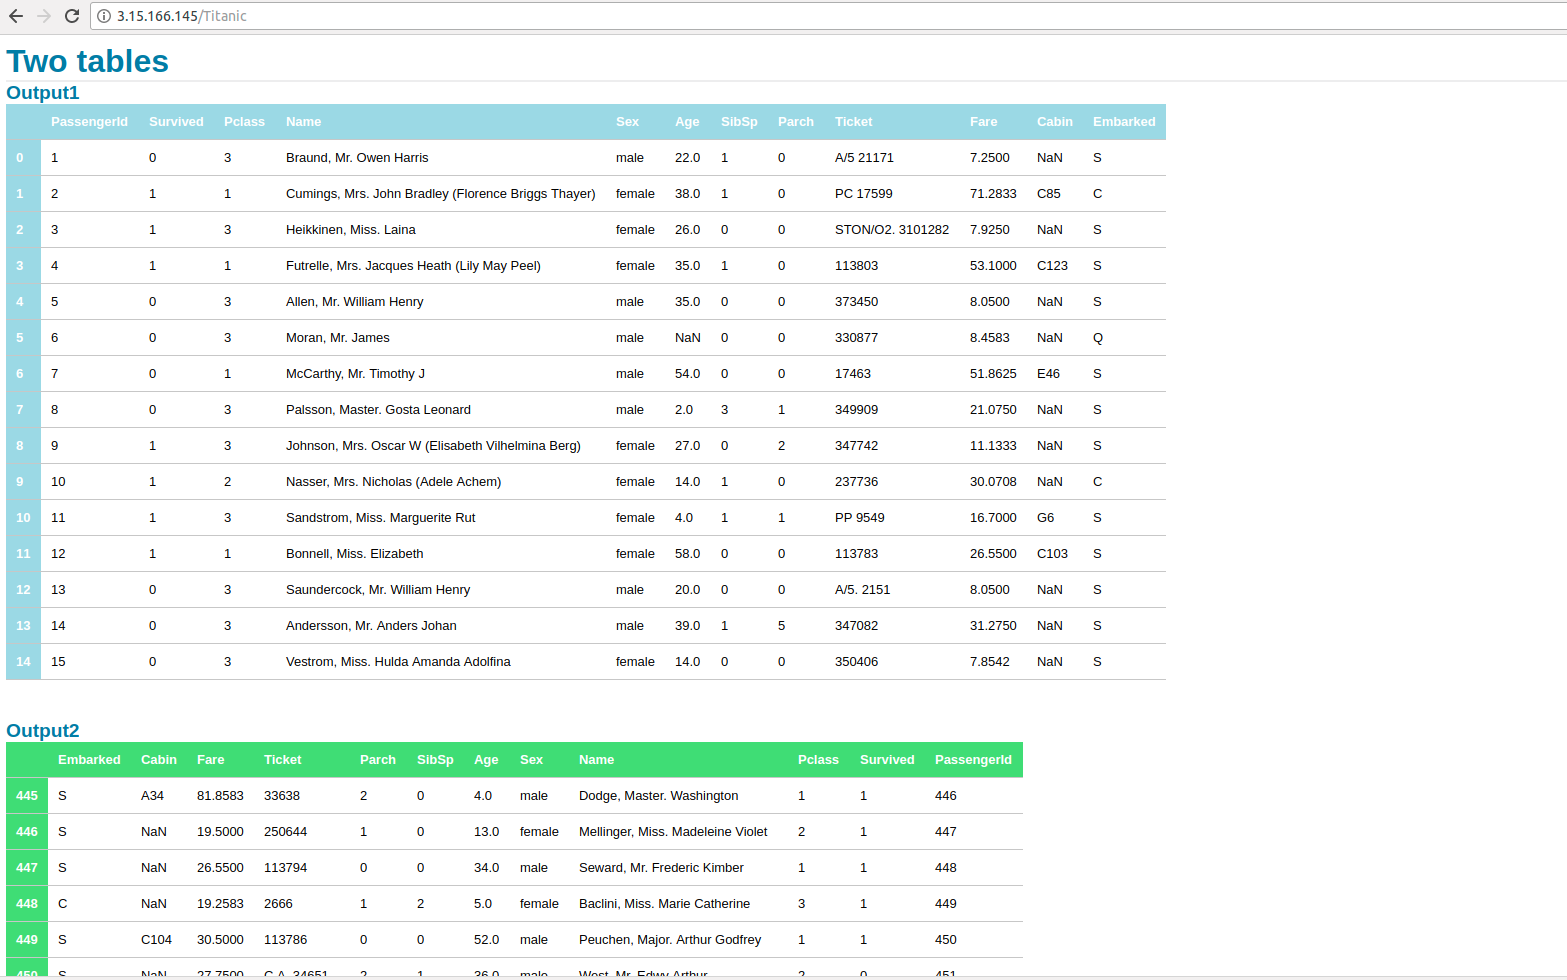 3.15.166.145/Titanic
Two tables
Output1
PassengerId Survived Pclass Name Sex Age SibSp Parch Ticket Fare Cabin Embarked
0 1 0 3 Braund, Mr. Owen Harris male 22.0 1 0 A/5 21171 7.2500 NaN S
1 2 1 1 Cumings, Mrs. John Bradley (Florence Briggs Thayer) female 38.0 1 0 PC 17599 71.2833 C85 C
2 3 1 3 Heikkinen, Miss. Laina female 26.0 0 0 STON/O2. 3101282 7.9250 NaN S
3 4 1 1 Futrelle, Mrs. Jacques Heath (Lily May Peel) female 35.0 1 0 113803 53.1000 C123 S
4 5 0 3 Allen, Mr. William Henry male 35.0 0 0 373450 8.0500 NaN S
5 6 0 3 Moran, Mr. James male NaN 0 0 330877 8.4583 NaN Q
6 7 0 1 McCarthy, Mr. Timothy J male 54.0 0 0 17463 51.8625 E46 S
7 8 0 3 Palsson, Master. Gosta Leonard male 2.0 3 1 349909 21.0750 NaN S
8 9 1 3 Johnson, Mrs. Oscar W (Elisabeth Vilhelmina Berg) female 27.0 0 2 347742 11.1333 NaN S
9 10 1 2 Nasser, Mrs. Nicholas (Adele Achem) female 14.0 1 0 237736 30.0708 NaN C
10 11 1 3 Sandstrom, Miss. Marguerite Rut female 4.0 1 1 PP 9549 16.7000 G6 S
11 12 1 1 Bonnell, Miss. Elizabeth female 58.0 0 0 113783 26.5500 C103 S
12 13 0 3 Saundercock, Mr. William Henry male 20.0 0 0 A/5. 2151 8.0500 NaN S
13 14 0 3 Andersson, Mr. Anders Johan male 39.0 1 5 347082 31.2750 NaN S
14 15 0 3 Vestrom, Miss. Hulda Amanda Adolfina female 14.0 0 0 350406 7.8542 NaN S
Output2
Embarked Cabin Fare Ticket Parch SibSp Age Sex Name Pclass Survived PassengerId
445 S A34 81.8583 33638 2 0 4.0 male Dodge, Master. Washington 1 1 446
446 S NaN 19.5000 250644 1 0 13.0 female Mellinger, Miss. Madeleine Violet 2 1 447
447 S NaN 26.5500 113794 0 0 34.0 male Seward, Mr. Frederic Kimber 1 1 448
448 C NaN 19.2583 2666 1 2 5.0 female Baclini, Miss. Marie Catherine 3 1 449
449 S C104 30.5000 113786 0 0 52.0 male Peuchen, Major. Arthur Godfrey 1 1 450
450 S NaN 27.7500 C.A. 34651 2 1 36.0 male West, Mr. Edwy Arthur 2 0 451